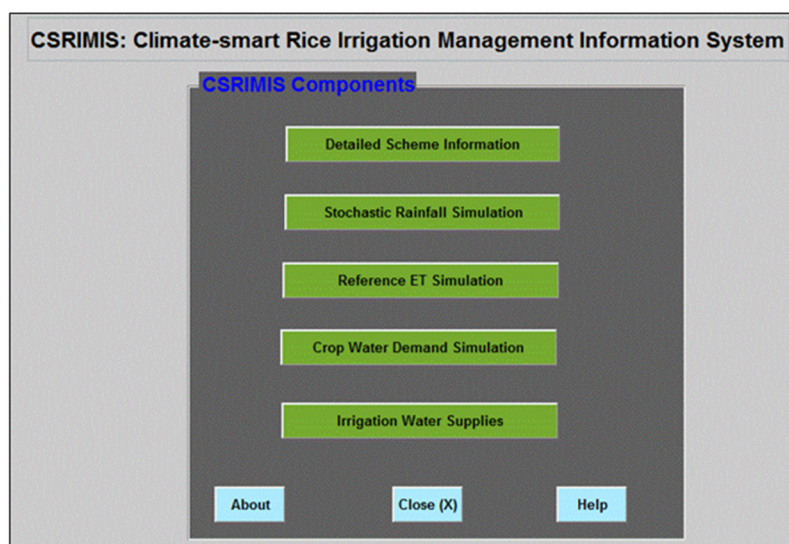 CSRIMIS: Climate-smart Rice Irrigation Management Information System
CSRIMIS Components
Detailed Scheme Information
Stochastic Rainfall Simulation
Reference ET Simulation
Crop Water Demand Simulation
Irrigation Water Supplies
About
Close (X)
Help